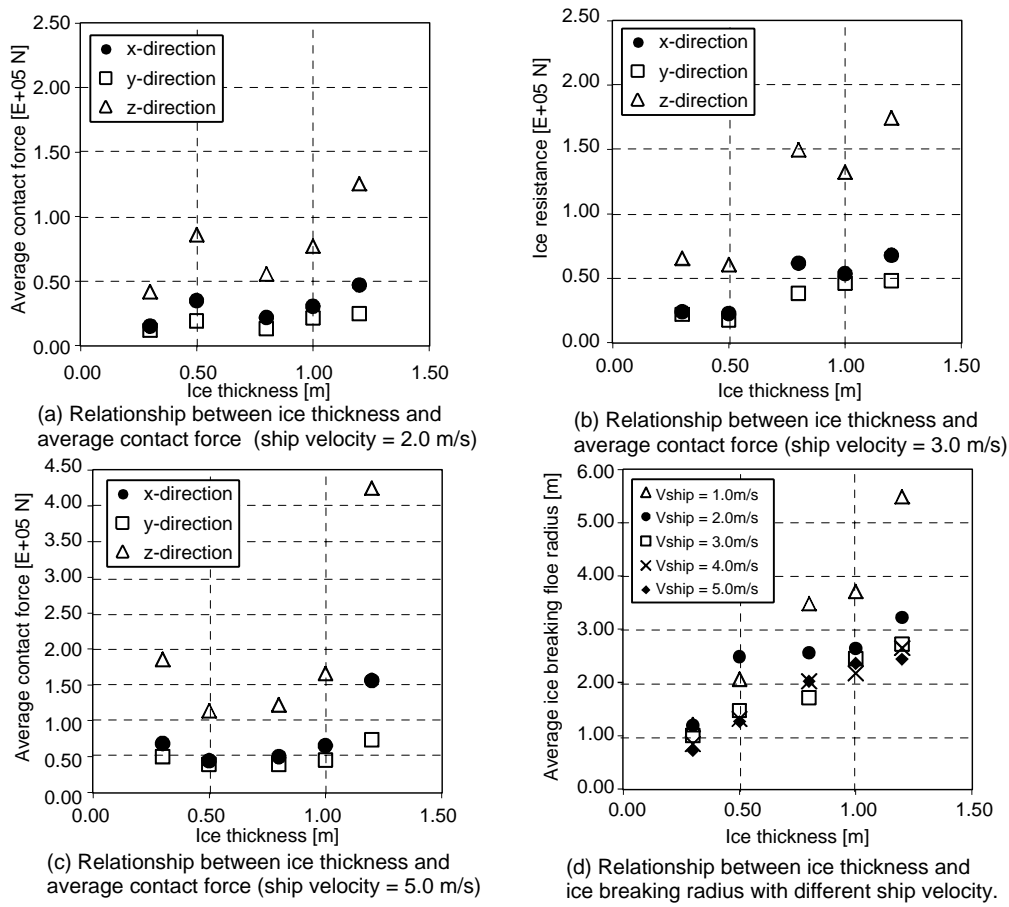 2.50
2.00
1.50
1.00
0.50
0.00
Average contact force [E+05 N]
x-direction
y-direction
z-direction
0.00 0.50 1.00 1.50
Ice thickness [m]
(a) Relationship between ice thickness and
average contact force (ship velocity = 2.0 m/s)
2.50
2.00
1.50
1.00
0.50
0.00
Ice resistance [E+05 N]
x-direction
y-direction
z-direction
0.00 0.50 1.00 1.50
Ice thickness [m]
(b) Relationship between ice thickness and
average contact force (ship velocity = 3.0 m/s)
4.50
4.00
3.50
3.00
2.50
2.00
1.50
1.00
0.50
0.00
Average contact force [E+05 N]
x-direction
y-direction
z-direction
0.00 0.50 1.00 1.50
Ice thickness [m]
(c) Relationship between ice thickness and
average contact force (ship velocity = 5.0 m/s)
6.00
5.00
4.00
3.00
2.00
1.00
0.00
Average ice breaking floe radius [m]
Vship = 1.0m/s
Vship = 2.0m/s
Vship = 3.0m/s
Vship = 4.0m/s
Vship = 5.0m/s
0.00 0.50 1.00 1.50
Ice thickness [m]
(d) Relationship between ice thickness and
ice breaking radius with different ship velocity.